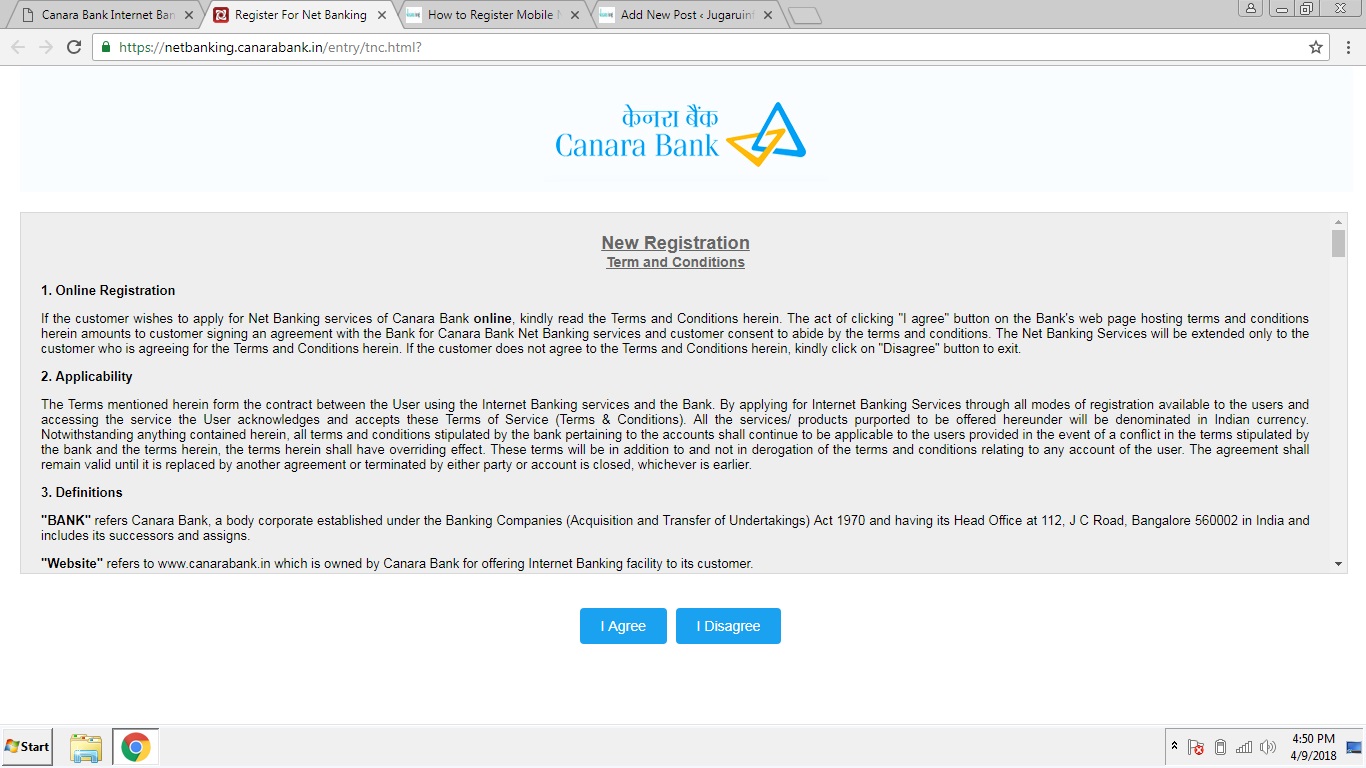 Canara Bank Internet Ban
Register For Net Banking
How to Register Mobile N
Add New Post ‹ Jugaruinf
https://netbanking.canarabank.in/entry/tnc.html?
केनरा बैंक
Canara Bank
New Registration
Term and Conditions
1. Online Registration
If the customer wishes to apply for Net Banking services of Canara Bank online, kindly read the Terms and Conditions herein. The act of clicking "I agree" button on the Bank's web page hosting terms and conditions
herein amounts to customer signing an agreement with the Bank for Canara Bank Net Banking services and customer consent to abide by the terms and conditions. The Net Banking Services will be extended only to the
customer who is agreeing for the Terms and Conditions herein. If the customer does not agree to the Terms and Conditions herein, kindly click on "Disagree" button to exit.
2. Applicability
The Terms mentioned herein form the contract between the User using the Internet Banking services and the Bank. By applying for Internet Banking Services through all modes of registration available to the users and
accessing the service the User acknowledges and accepts these Terms of Service (Terms & Conditions). All the services/ products purported to be offered hereunder will be denominated in Indian currency.
Notwithstanding anything contained herein, all terms and conditions stipulated by the bank pertaining to the accounts shall continue to be applicable to the users provided in the event of a conflict in the terms stipulated by
the bank and the terms herein, the terms herein shall have overriding effect. These terms will be in addition to and not in derogation of the terms and conditions relating to any account of the user. The agreement shall
remain valid until it is replaced by another agreement or terminated by either party or account is closed, whichever is earlier.
3. Definitions
"BANK" refers Canara Bank, a body corporate established under the Banking Companies (Acquisition and Transfer of Undertakings) Act 1970 and having its Head Office at 112, J C Road, Bangalore 560002 in India and
includes its successors and assigns.
"Website" refers to www.canarabank.in which is owned by Canara Bank for offering Internet Banking facility to its customer.
I Agree
I Disagree
Start
4:50 PM
4/9/2018